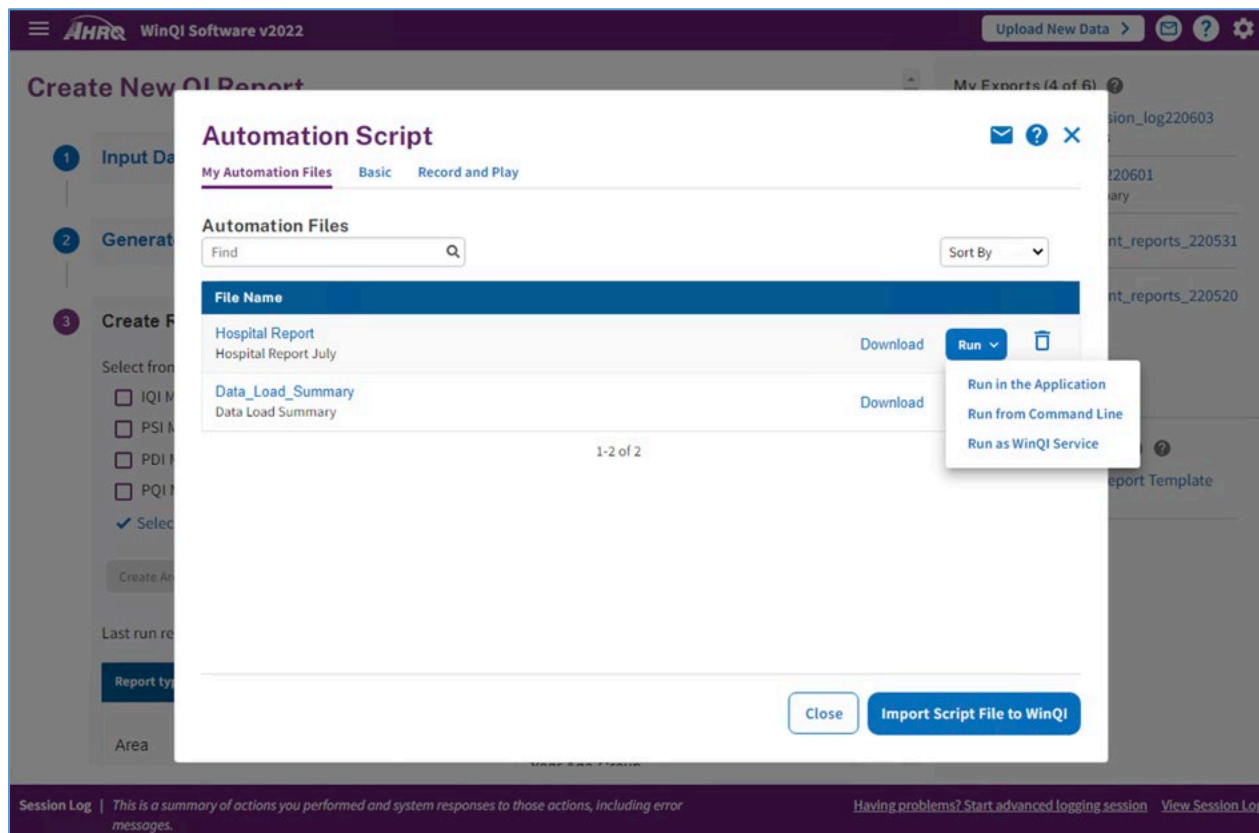 AHRQ WinQI Software v2022
Upload New Data
Create New QI Report
My Exports (4 of 6)
sion_log220603
220601
ary
nt_reports_220531
nt_reports_220520
eport Template
1 Input Da
2 Generat
3 Create R
Select from
IQI M
PSI M
PDI M
PQI M
Selec
Create Ar
Last run re
Report typ
Area
Automation Script
My Automation Files Basic Record and Play
Automation Files
Find
Sort By
File Name
Hospital Report
Hospital Report July
Download Run
Data_Load_Summary
Data Load Summary
Download
Run in the Application
Run from Command Line
Run as WinQI Service
1-2 of 2
Close Import Script File to WinQI
Session Log | This is a summary of actions you performed and system responses to those actions, including error
messages.
Having problems? Start advanced logging session View Session Log